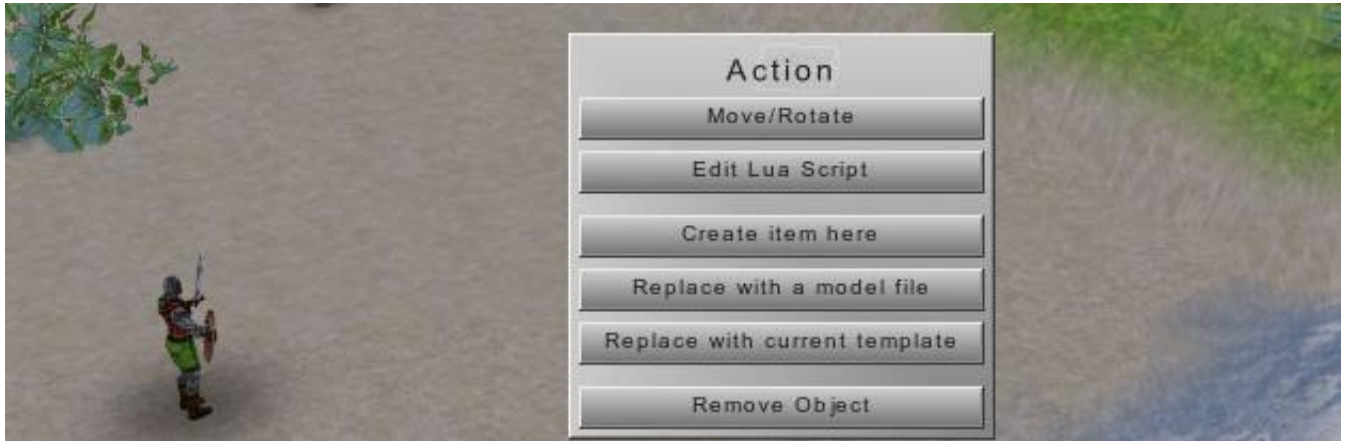 Action
Move/Rotate
Edit Lua Script
Create item here
Replace with a model file
Replace with current template
Remove Object